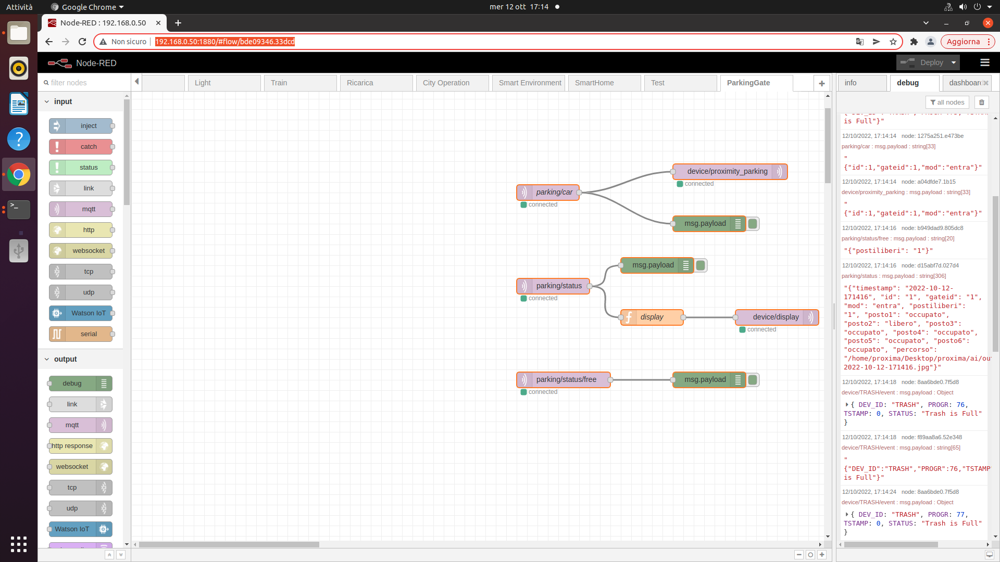 Attività
Google Chrome
mer 12 ott 17:14
Node-RED : 192.168.0.50
Non sicuro
192.168.0.50:1880/#flow/bde09346.33dcd
Aggiorna
Node-RED
Deploy
filter nodes
Light
Train
Ricarica
City Operation
Smart Environment
SmartHome
Test
ParkingGate
info
debug
dashboard
all nodes
input
inject
catch
status
link
mqtt
http
websocket
tcp
udp
Watson IoT
serial
output
debug
link
mqtt
http response
websocket
tcp
udp
Watson IoT
parking/car
connected
device/proximity_parking
connected
msg.payload
parking/status
connected
msg.payload
display
device/display
connected
parking/status/free
connected
msg.payload
is Full"}"
12/10/2022, 17:14:14 node: 1275a251.e473be
parking/car : msg.payload : string[33]
"
{"id":1,"gateid":1,"mod":"entra"}"
12/10/2022, 17:14:14 node: a04dfde7.1b15
device/proximity_parking : msg.payload : string[33]
"
{"id":1,"gateid":1,"mod":"entra"}"
12/10/2022, 17:14:16 node: b949dad9.805dc8
parking/status/free : msg.payload : string[20]
"{"postiliberi": "1"}"
12/10/2022, 17:14:16 node: d15abf7d.027d4
parking/status : msg.payload : string[306]
"{"timestamp": "2022-10-12-
171416", "id": "1", "gateid": "1",
"mod": "entra", "postiliberi":
"1", "posto1": "occupato",
"posto2": "libero", "posto3":
"occupato", "posto4": "occupato",
"posto5": "occupato", "posto6":
"occupato", "percorso":
"/home/proxima/Desktop/proxima/ai/ou
2022-10-12-171416.jpg"}"
12/10/2022, 17:14:18 node: 8aa6bde0.7f5d8
device/TRASH/event : msg.payload : Object
{ DEV_ID: "TRASH", PROGR: 76,
TSTAMP: 0, STATUS: "Trash is Full"
}
12/10/2022, 17:14:18 node: f89aa8a6.52e348
device/TRASH/event : msg.payload : string[65]
"
{"DEV_ID":"TRASH","PROGR":76,"TSTAMP
is Full"}"
12/10/2022, 17:14:24 node: 8aa6bde0.7f5d8
device/TRASH/event : msg.payload : Object
{ DEV_ID: "TRASH", PROGR: 77,
TSTAMP: 0, STATUS: "Trash is Full"
}